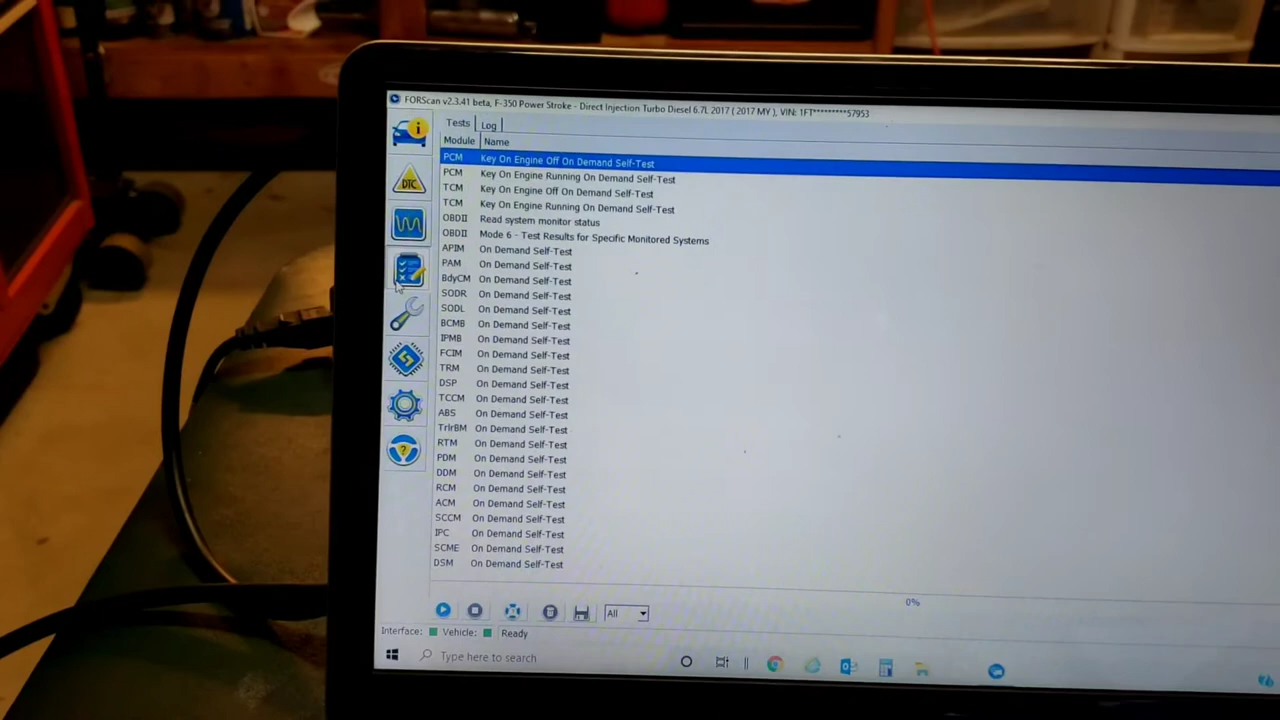 FORScan v2.3.41 beta, F-350 Power Stroke - Direct Injection Turbo Diesel 6.7L 2017 ( 2017 MY ), VIN: 1FT*********57953
Tests Log
Module Name
DTC
PCM Key On Engine Off On Demand Self-Test
PCM Key On Engine Running On Demand Self-Test
TCM Key On Engine Off On Demand Self-Test
TCM Key On Engine Running On Demand Self-Test
OBDII Read system monitor status
OBDII Mode 6 - Test Results for Specific Monitored Systems
APIM On Demand Self-Test
PAM On Demand Self-Test
BdyCM On Demand Self-Test
SODR On Demand Self-Test
SODL On Demand Self-Test
BCMB On Demand Self-Test
IPMB On Demand Self-Test
FCIM On Demand Self-Test
TRM On Demand Self-Test
DSP On Demand Self-Test
TCCM On Demand Self-Test
ABS On Demand Self-Test
TrlrBM On Demand Self-Test
RTM On Demand Self-Test
PDM On Demand Self-Test
DDM On Demand Self-Test
RCM On Demand Self-Test
ACM On Demand Self-Test
SCCM On Demand Self-Test
IPC On Demand Self-Test
SCME On Demand Self-Test
DSM On Demand Self-Test
0%
All
Interface: Vehicle: Ready
Type here to search